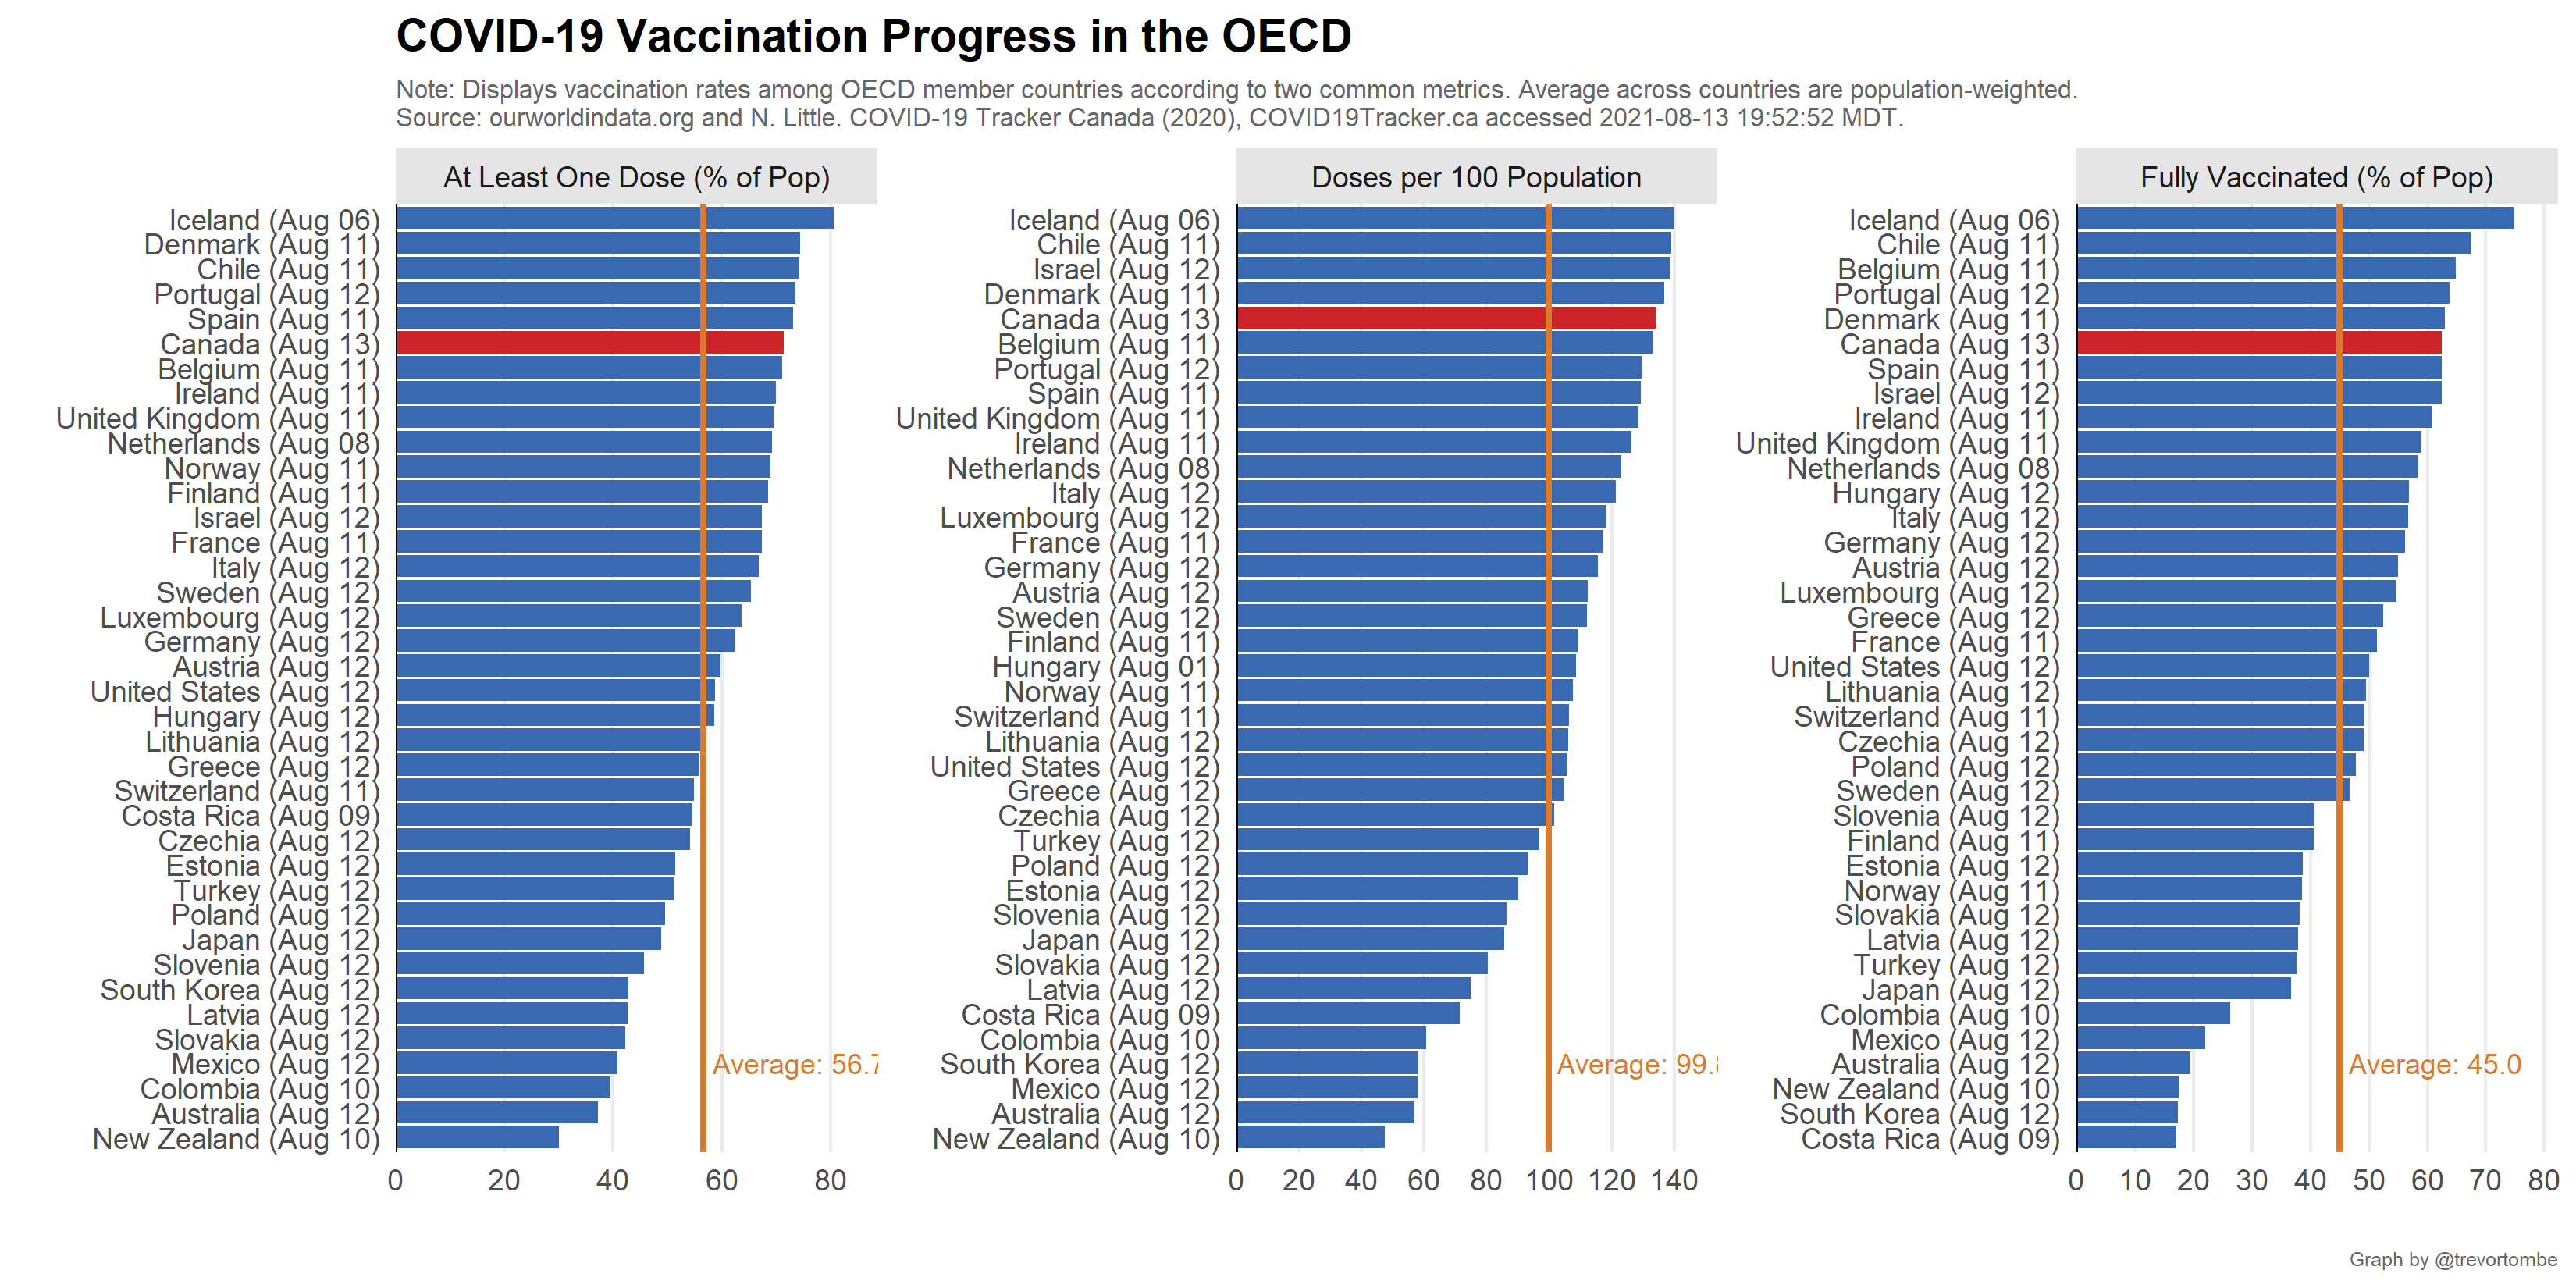 COVID-19 Vaccination Progress in the OECD
Note: Displays vaccination rates among OECD member countries according to two common metrics. Average across countries are population-weighted.
Source: ourworldindata.org and N. Little. COVID-19 Tracker Canada (2020), COVID19Tracker.ca accessed 2021-08-13 19:52:52 MDT.
At Least One Dose (% of Pop)
Iceland (Aug 06)
Denmark (Aug 11)
Chile (Aug 11)
Portugal (Aug 12)
Spain (Aug 11)
Canada (Aug 13)
Belgium (Aug 11)
Ireland (Aug 11)
United Kingdom (Aug 11)
Netherlands (Aug 08)
Norway (Aug 11)
Finland (Aug 11)
Israel (Aug 12)
France (Aug 11)
Italy (Aug 12)
Sweden (Aug 12)
Luxembourg (Aug 12)
Germany (Aug 12)
Austria (Aug 12)
United States (Aug 12)
Hungary (Aug 12)
Lithuania (Aug 12)
Greece (Aug 12)
Switzerland (Aug 11)
Costa Rica (Aug 09)
Czechia (Aug 12)
Estonia (Aug 12)
Turkey (Aug 12)
Poland (Aug 12)
Japan (Aug 12)
Slovenia (Aug 12)
South Korea (Aug 12)
Latvia (Aug 12)
Slovakia (Aug 12)
Mexico (Aug 12)
Colombia (Aug 10)
Australia (Aug 12)
New Zealand (Aug 10)
Average: 56.7
0 20 40 60 80
Doses per 100 Population
Iceland (Aug 06)
Chile (Aug 11)
Israel (Aug 12)
Denmark (Aug 11)
Canada (Aug 13)
Belgium (Aug 11)
Portugal (Aug 12)
Spain (Aug 11)
United Kingdom (Aug 11)
Ireland (Aug 11)
Netherlands (Aug 08)
Italy (Aug 12)
Luxembourg (Aug 12)
France (Aug 11)
Germany (Aug 12)
Austria (Aug 12)
Sweden (Aug 12)
Finland (Aug 11)
Hungary (Aug 01)
Norway (Aug 11)
Switzerland (Aug 11)
Lithuania (Aug 12)
United States (Aug 12)
Greece (Aug 12)
Czechia (Aug 12)
Turkey (Aug 12)
Poland (Aug 12)
Estonia (Aug 12)
Slovenia (Aug 12)
Japan (Aug 12)
Slovakia (Aug 12)
Latvia (Aug 12)
Costa Rica (Aug 09)
Colombia (Aug 10)
South Korea (Aug 12)
Mexico (Aug 12)
Australia (Aug 12)
New Zealand (Aug 10)
Average: 99.8
0 20 40 60 80 100 120 140
Fully Vaccinated (% of Pop)
Iceland (Aug 06)
Chile (Aug 11)
Belgium (Aug 11)
Portugal (Aug 12)
Denmark (Aug 11)
Canada (Aug 13)
Spain (Aug 11)
Israel (Aug 12)
Ireland (Aug 11)
United Kingdom (Aug 11)
Netherlands (Aug 08)
Hungary (Aug 12)
Italy (Aug 12)
Germany (Aug 12)
Austria (Aug 12)
Luxembourg (Aug 12)
Greece (Aug 12)
France (Aug 11)
United States (Aug 12)
Lithuania (Aug 12)
Switzerland (Aug 11)
Czechia (Aug 12)
Poland (Aug 12)
Sweden (Aug 12)
Slovenia (Aug 12)
Finland (Aug 11)
Estonia (Aug 12)
Norway (Aug 11)
Slovakia (Aug 12)
Latvia (Aug 12)
Turkey (Aug 12)
Japan (Aug 12)
Colombia (Aug 10)
Mexico (Aug 12)
Australia (Aug 12)
New Zealand (Aug 10)
South Korea (Aug 12)
Costa Rica (Aug 09)
Average: 45.0
0 10 20 30 40 50 60 70 80
Graph by @trevortombe